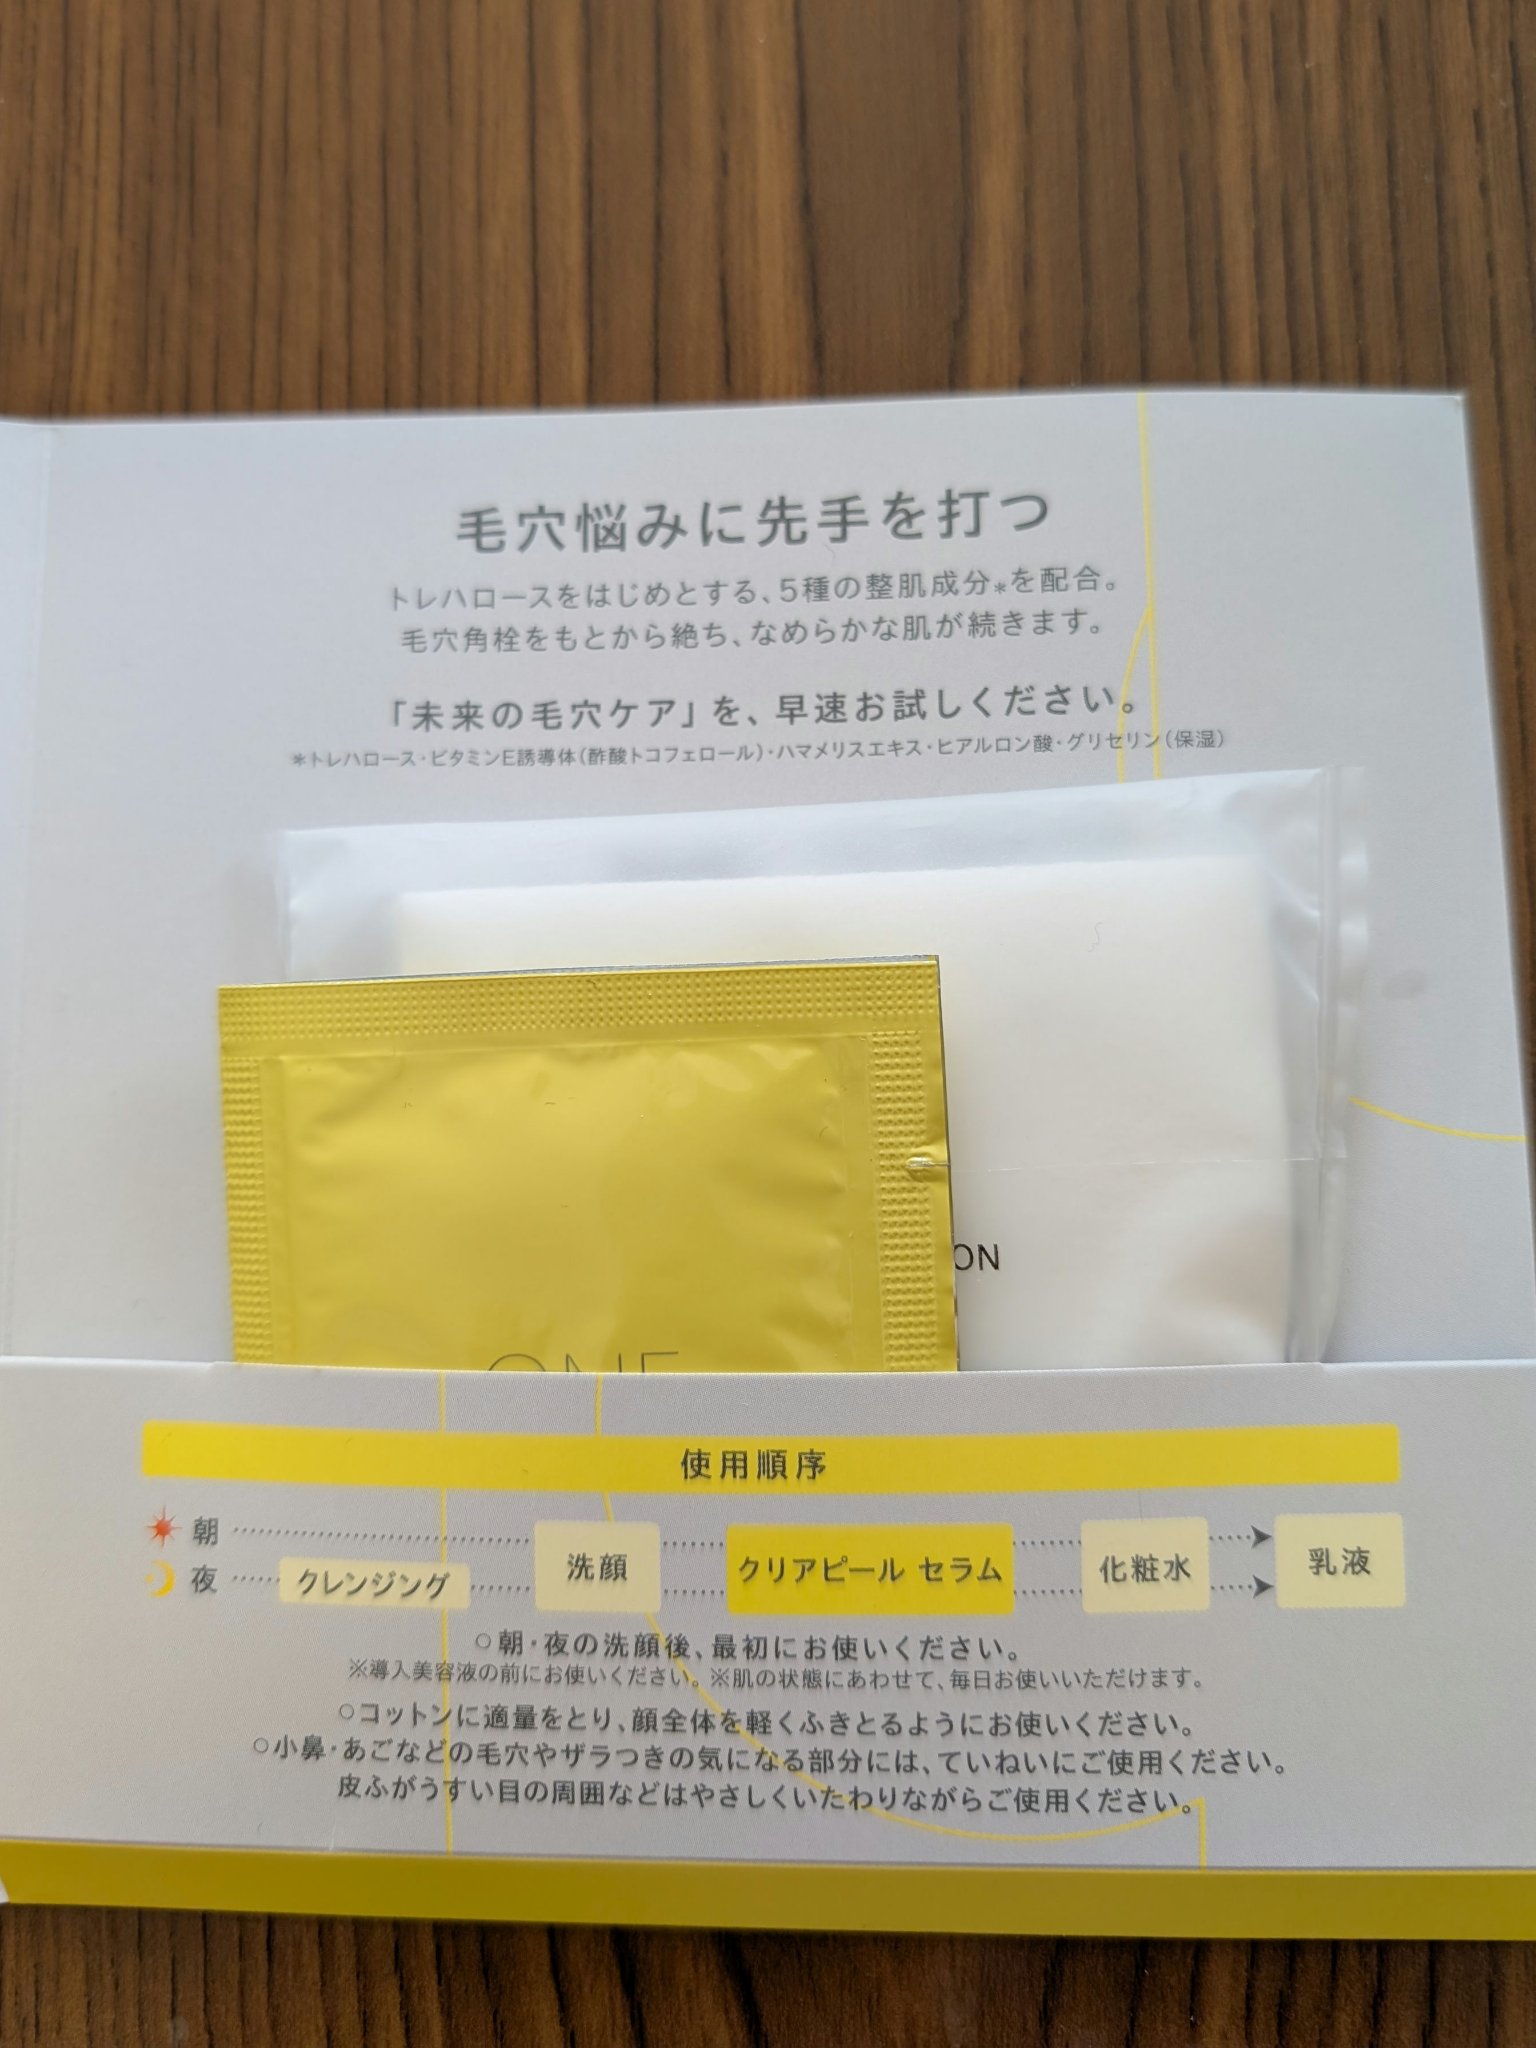 毛穴悩みに先手を打つ
トレハロースをはじめとする、5種の整肌成分*を配合。
毛穴角栓をもとから絶ち、なめらかな肌が続きます。
「未来の毛穴ケア」を、早速お試しください。
*トレハロース・ビタミンE誘導体(酢酸トコフェロール)・ハマメリスエキス・ヒアルロン酸・グリセリン(保湿)
ON
ONE
使用順序
朝
夜 クレンジング 洗顔 クリアピール セラム 化粧水 乳液
○朝・夜の洗顔後、最初にお使いください。
※導入美容液の前にお使いください。※肌の状態にあわせて、毎日お使いいただけます。
○コットンに適量をとり、顔全体を軽くふきとるようにお使いください。
○小鼻・あごなどの毛穴やザラつきの気になる部分には、ていねいにご使用ください。
皮ふがうすい目の周囲などはやさしくいたわりながらご使用ください。